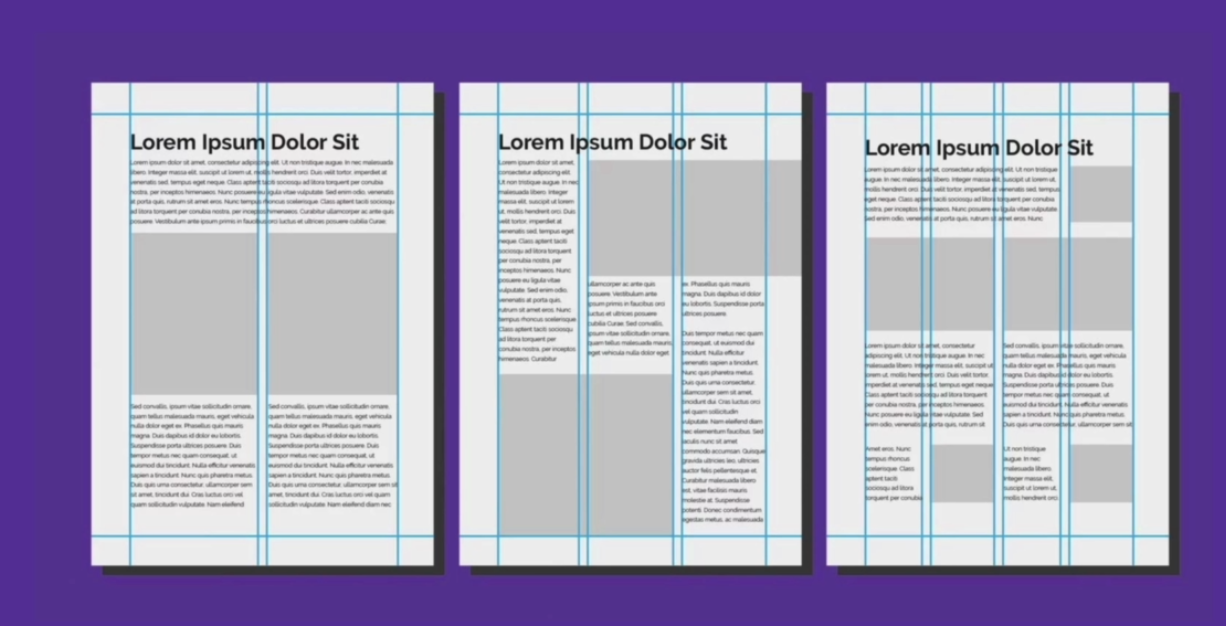 Lorem Ipsum Dolor Sit
Lorem ipsum dolor sit amet, consectetur adipiscing elit. Ut non tristique augue. In nec malesuada
libero. Integer massa elit, suscipit ut lorem ut, mollis hendrerit orci. Duis velit tortor, imperdiet at
venenatis sed, tempus eget neque. Class aptent taciti sociosqu ad litora torquent per conubia
nostra, per inceptos himenaeos. Nunc posuere eu ligula vitae vulputate. Sed enim odio, venenatis
at porta quis, rutrum sit amet eros. Nunc tempus rhoncus scelerisque. Class aptent taciti sociosqu
ad litora torquent per conubia nostra, per inceptos himenaeos. Curabitur ullamcorper ac ante quis
posuere. Vestibulum ante ipsum primis in faucibus orci luctus et ultrices posuere cubilia Curae;
Sed convallis, ipsum vitae sollicitudin ornare,
quam tellus malesuada mauris, eget vehicula
nulla dolor eget ex. Phasellus quis mauris
magna. Duis dapibus id dolor eu lobortis.
Suspendisse porta ultrices posuere. Duis
tempor metus nec quam consequat, ut
euismod dui tincidunt. Nulla efficitur venenatis
sapien a tincidunt. Nunc quis pharetra metus.
Duis quis urna consectetur, ullamcorper sem
sit amet, tincidunt dui. Cras luctus orci vel
quam sollicitudin vulputate. Nam eleifend
Sed convallis, ipsum vitae sollicitudin ornare,
quam tellus malesuada mauris, eget vehicula
nulla dolor eget ex. Phasellus quis mauris
magna. Duis dapibus id dolor eu lobortis.
Suspendisse porta ultrices posuere. Duis
tempor metus nec quam consequat, ut
euismod dui tincidunt. Nulla efficitur venenatis
sapien a tincidunt. Nunc quis pharetra metus.
Duis quis urna consectetur, ullamcorper sem sit
amet, tincidunt dui. Cras luctus orci vel quam
sollicitudin vulputate. Nam eleifend dim nec
Lorem Ipsum Dolor Sit
Lorem ipsum dolor sit amet,
consectetur adipiscing elit.
Ut non tristique augue. In nec
malesuada libero. Integer
massa elit, suscipit ut lorem
ut, mollis hendrerit orci. Duis
velit tortor, imperdiet at
venenatis sed, tempus eget
neque. Class aptent taciti
sociosqu ad litora torquent
per conubia nostra, per
inceptos himenaeos. Nunc
posuere eu ligula vitae
vulputate. Sed enim odio,
venenatis at porta quis,
rutrum sit amet eros. Nunc
tempus rhoncus scelerisque.
Class aptent taciti sociosqu
ad litora torquent per
conubia nostra, per inceptos
himenaeos. Curabitur
ullamcorper ac ante quis
posuere. Vestibulum ante
ipsum primis in faucibus orci
luctus et ultrices posuere
cubilia Curae; Sed convallis,
ipsum vitae sollicitudin ornare,
quam tellus malesuada mauris,
eget vehicula nulla dolor eget
ex. Phasellus quis mauris
magna. Duis dapibus id dolor
eu lobortis. Suspendisse porta
ultrices posuere.
Duis tempor metus nec quam
consequat, ut euismod dui
tincidunt. Nulla efficitur
venenatis sapien a tincidunt.
Nunc quis pharetra metus.
Duis quis urna consectetur,
ullamcorper sem sit amet,
tincidunt dui. Cras luctus orci
vel quam sollicitudin
vulputate. Nam eleifend diam
nec elementum faucibus. Sed
iaculis nunc sit amet
commodo accumsan. Quisque
gravida ultricies leo, ultricies
auctor felis pellentesque et.
Curabitur malesuada libero
est, vitae facilisis mauris
molestie at. Suspendisse
potenti. Donec condimentum
egestas metus, ac malesuada
Lorem Ipsum Dolor Sit
Lorem ipsum dolor sit amet, consectetur adipiscing elit. Ut non tristique
augue. In nec malesuada libero. Integer massa elit, suscipit ut lorem ut,
mollis hendrerit orci. Duis velit tortor, imperdiet at venenatis sed, tempus
eget neque. Class aptent taciti sociosqu ad litora torquent per conubia
nostra, per inceptos himenaeos. Nunc posuere eu ligula vitae vulputate.
Sed enim odio, venenatis at porta quis, rutrum sit amet eros. Nunc
Lorem ipsum dolor sit amet, consectetur
adipiscing elit. Ut non tristique augue. In nec
malesuada libero. Integer massa elit, suscipit ut
lorem ut, mollis hendrerit orci. Duis velit tortor,
imperdiet at venenatis sed, tempus eget neque.
Class aptent taciti sociosqu ad litora torquent
per conubia nostra, per inceptos himenaeos.
Nunc posuere eu ligula vitae vulputate. Sed
enim odio, venenatis at porta quis, rutrum sit
Sed convallis, ipsum vitae sollicitudin ornare,
quam tellus malesuada mauris, eget vehicula
nulla dolor eget ex. Phasellus quis mauris
magna. Duis dapibus id dolor eu lobortis.
Suspendisse porta ultrices posuere. Duis
tempor metus nec quam consequat, ut
euismod dui tincidunt. Nulla efficitur venenatis
sapien a tincidunt. Nunc quis pharetra metus.
Duis quis urna consectetur, ullamcorper sem sit
Amet eros. Nunc
tempus rhoncus
scelerisque. Class
aptent taciti
sociosqu ad litora
torquent per conubia
Ut non tristique
augue. In nec
malesuada libero.
Integer massa elit,
suscipit ut lorem ut,
mollis hendrerit orci.